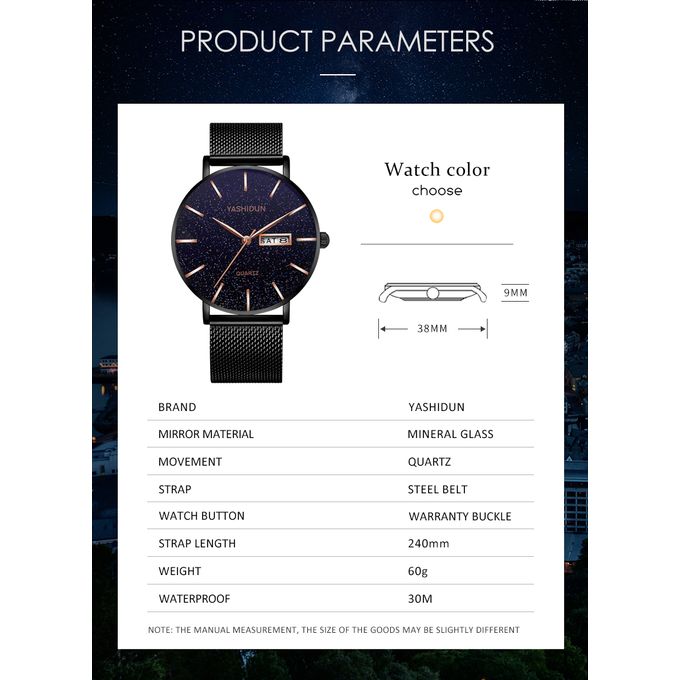 PRODUCT PARAMETERS
YASHIDUN
QUARTZ
Watch color
choose
9MM
38MM
BRAND YASHIDUN
MIRROR MATERIAL MINERAL GLASS
MOVEMENT QUARTZ
STRAP STEEL BELT
WATCH BUTTON WARRANTY BUCKLE
STRAP LENGTH 240mm
WEIGHT 60g
WATERPROOF 30M
NOTE: THE MANUAL MEASUREMENT, THE SIZE OF THE GOODS MAY BE SLIGHTLY DIFFERENT